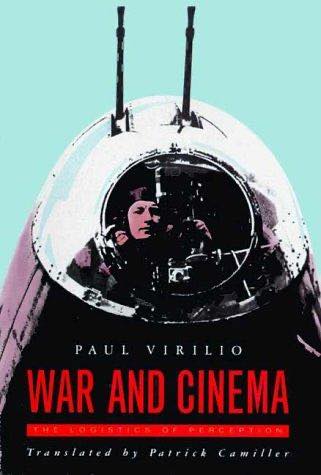 PAUL VIRILIO
WAR AND CINEMA
THE LOGISTICS OF PERCEPTION
Translated by Patrick Camiller